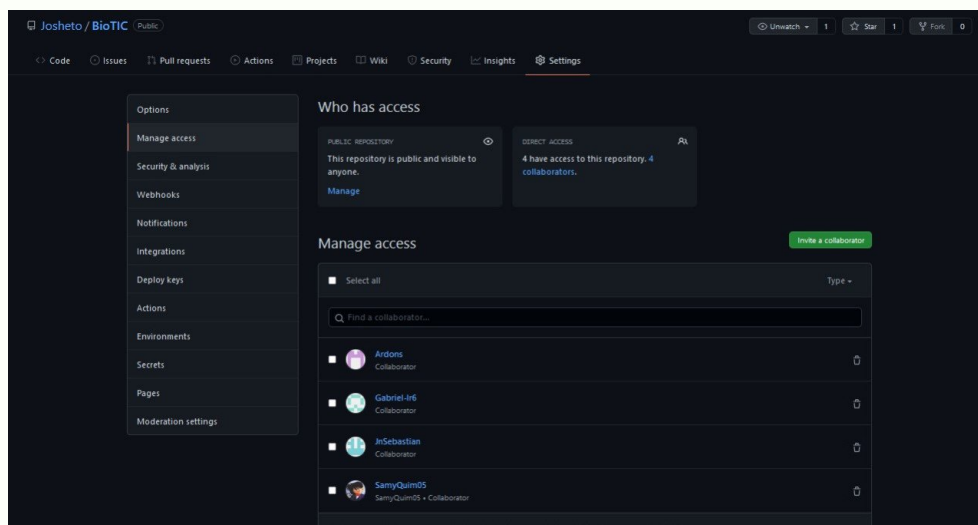 Josheto / BioTIC Public
Unwatch 1 Star 1 Fork 0
Code Issues Pull requests Actions Projects Wiki Security Insights Settings
Options
Manage access
Security & analysis
Webhooks
Notifications
Integrations
Deploy keys
Actions
Environments
Secrets
Pages
Moderation settings
Who has access
PUBLIC REPOSITORY
This repository is public and visible to
anyone.
Manage
DIRECT ACCESS
4 have access to this repository. 4
collaborators.
Manage access
Invite a collaborator
Select all Type
Find a collaborator...
Ardons
Collaborator
Gabriel-lr6
Collaborator
JnSebastian
Collaborator
SamyQuim05
SamyQuim05 • Collaborator